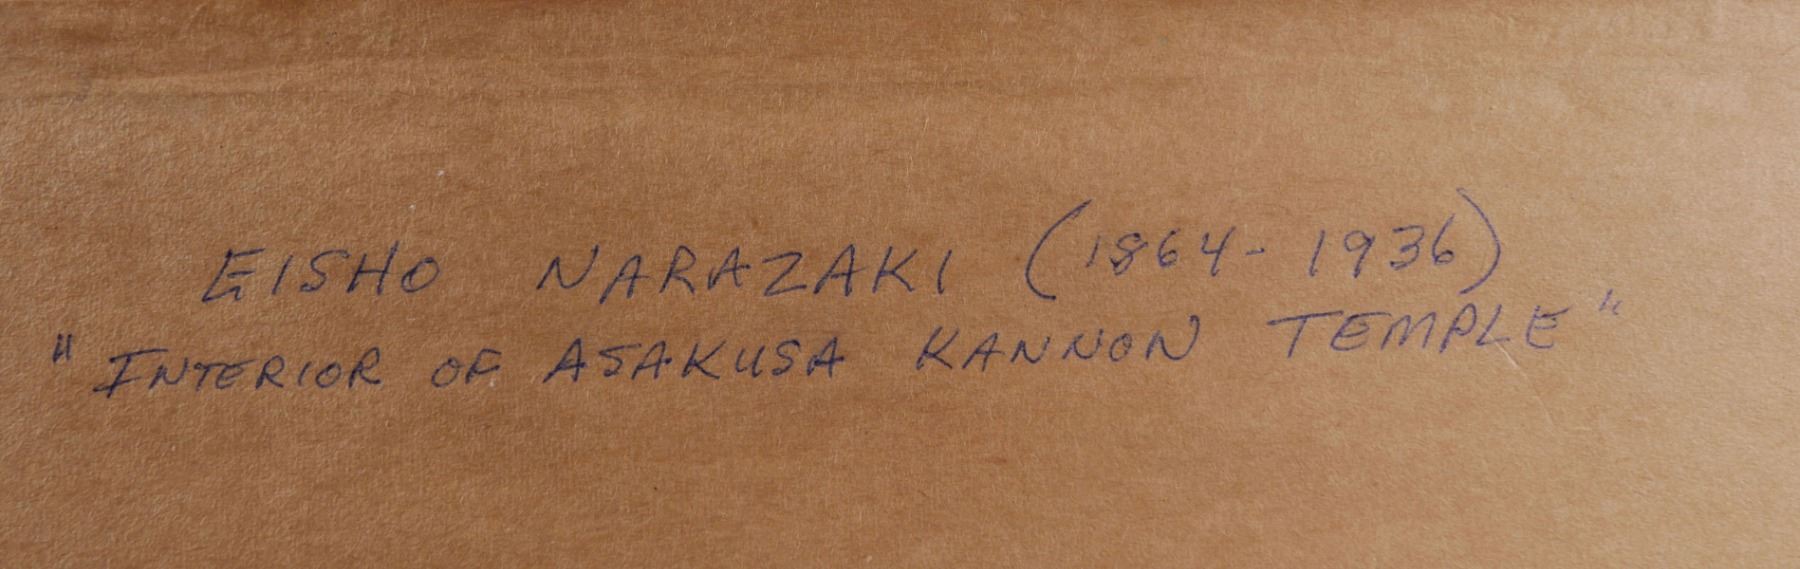 EISHO NARAZAKI (1864-1936)
"INTERIOR OF ASAKUSA KANNON TEMPLE"